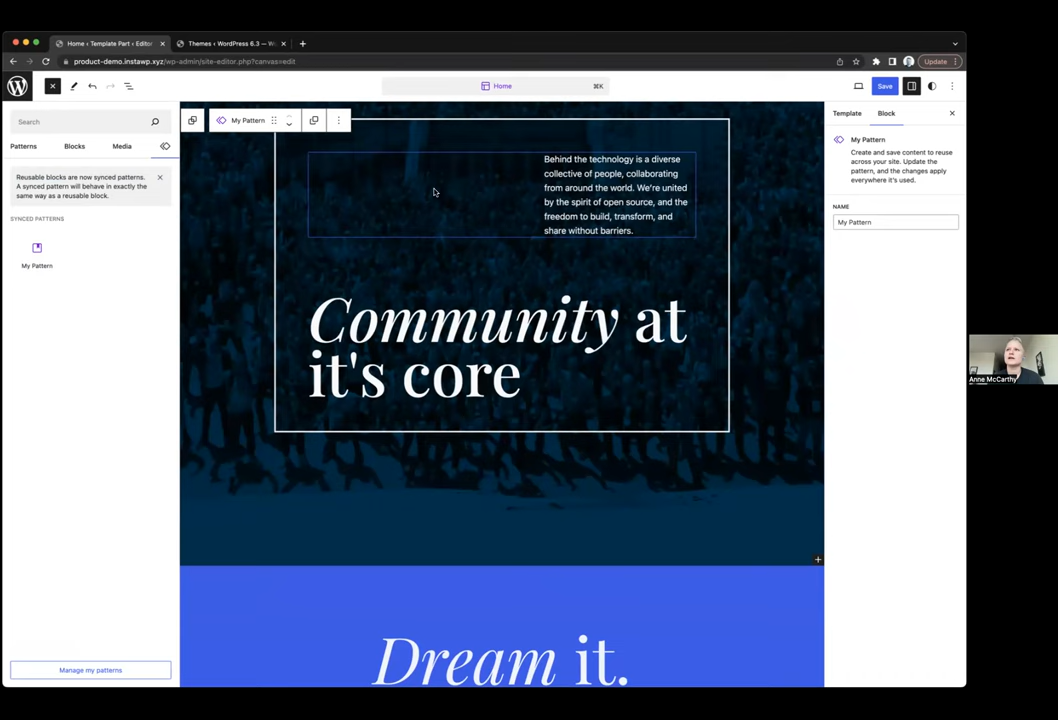 Home ‹ Template Part ‹ Editor
Themes ‹ WordPress 6.3 — W
product-demo.instawp.xyz/wp-admin/site-editor.php?canvas=edit
Update
Home
⌘K
Save
Search
Patterns
Blocks
Media
Reusable blocks are now synced patterns.
A synced pattern will behave in exactly the
same way as a reusable block.
SYNCED PATTERNS
My Pattern
Manage my patterns
My Pattern
Behind the technology is a diverse
collective of people, collaborating
from around the world. We're united
by the spirit of open source, and the
freedom to build, transform, and
share without barriers.
Community at
it's core
Dream it.
Template
Block
My Pattern
Create and save content to reuse
across your site. Update the
pattern, and the changes apply
everywhere it's used.
NAME
My Pattern
Anne McCarthy